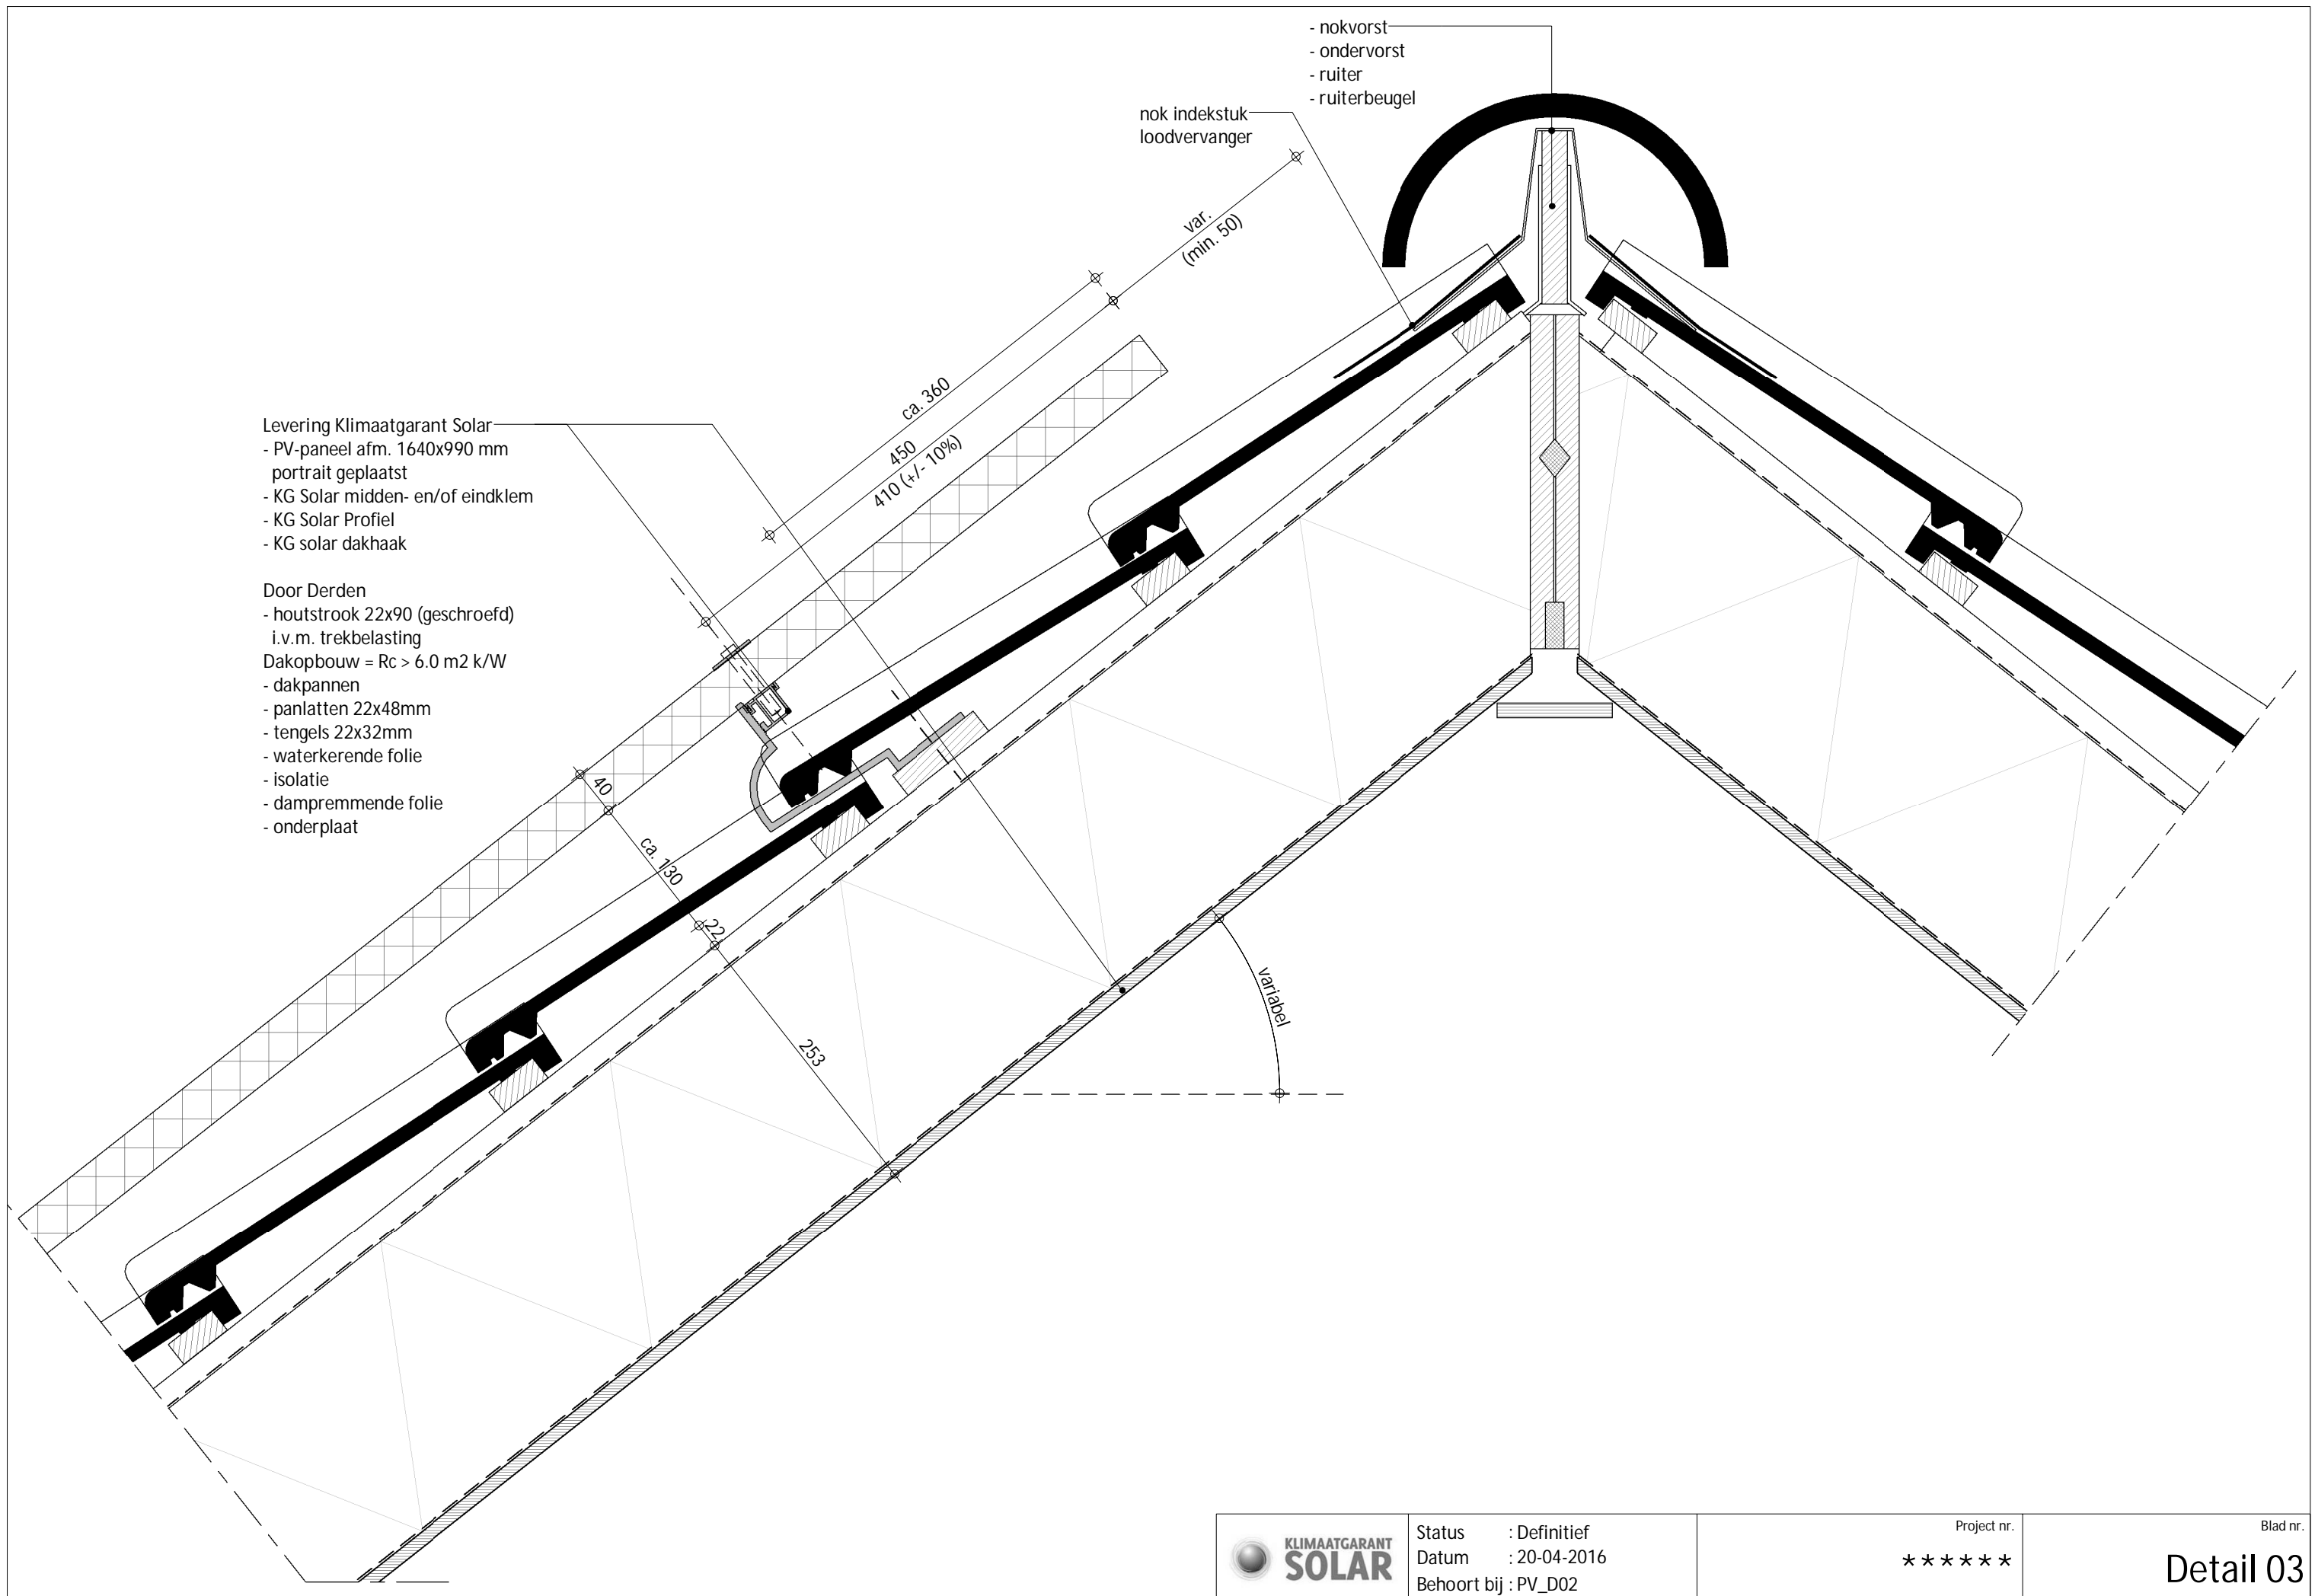 - nokvorst
- ondervorst
- ruiter
- ruiterbeugel
nok indekstuk
loodvervanger
var.
(min. 50)
ca. 360
450
410 (+/- 10%)
Levering Klimaatgarant Solar
- PV-paneel afm. 1640x990 mm
portrait geplaatst
- KG Solar midden- en/of eindklem
- KG Solar Profiel
- KG solar dakhaak
Door Derden
- houtstrook 22x90 (geschroefd)
i.v.m. trekbelasting
Dakopbouw = Rc > 6.0 m2 k/W
- dakpannen
- panlatten 22x48mm
- tengels 22x32mm
- waterkerende folie
- isolatie
- dampremmende folie
- onderplaat
40
ca. 130
22
253
variabel
KLIMAATGARANT
SOLAR
Status : Definitief
Datum : 20-04-2016
Behoort bij : PV_D02
Project nr.
******
Blad nr.
Detail 03